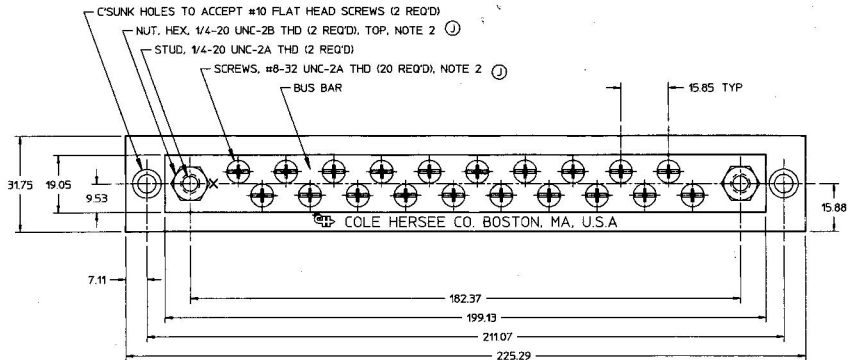 C'SUNK HOLES TO ACCEPT #10 FLAT HEAD SCREWS (2 REQ'D)
NUT, HEX, 1/4-20 UNC-2B THD (2 REQ'D), TOP, NOTE 2 J
STUD, 1/4-20 UNC-2A THD (2 REQ'D)
SCREWS, #8-32 UNC-2A THD (20 REQ'D), NOTE 2 J
BUS BAR
15.85 TYP
31.75
19.05
9.53
15.88
COLE HERSEE CO. BOSTON, MA, U.S.A
7.11
182.37
199.13
211.07
225.29